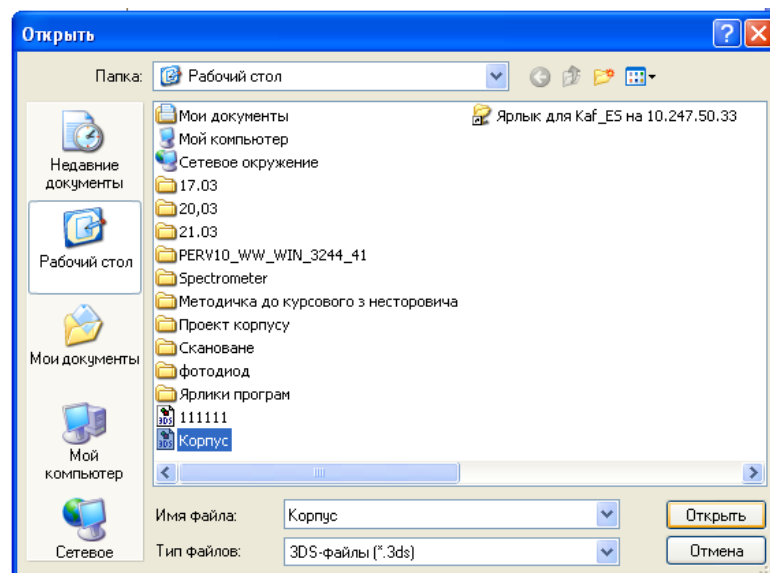 Открыть
Папка:
Рабочий стол
Недавние
документы
Рабочий стол
Мои документы
Мой
компьютер
Сетевое
Мои документы
Мой компьютер
Сетевое окружение
17.03
20,03
21.03
PERV10_WW_WIN_3244_41
Spectrometer
Методичка до курсового з несторовича
Проект корпусу
Скановане
фотодиод
Ярлики програм
111111
Корпус
Ярлык для Kaf_ES на 10.247.50.33
Имя файла:
Корпус
Открыть
Тип файлов:
3DS-файлы (*.3ds)
Отмена